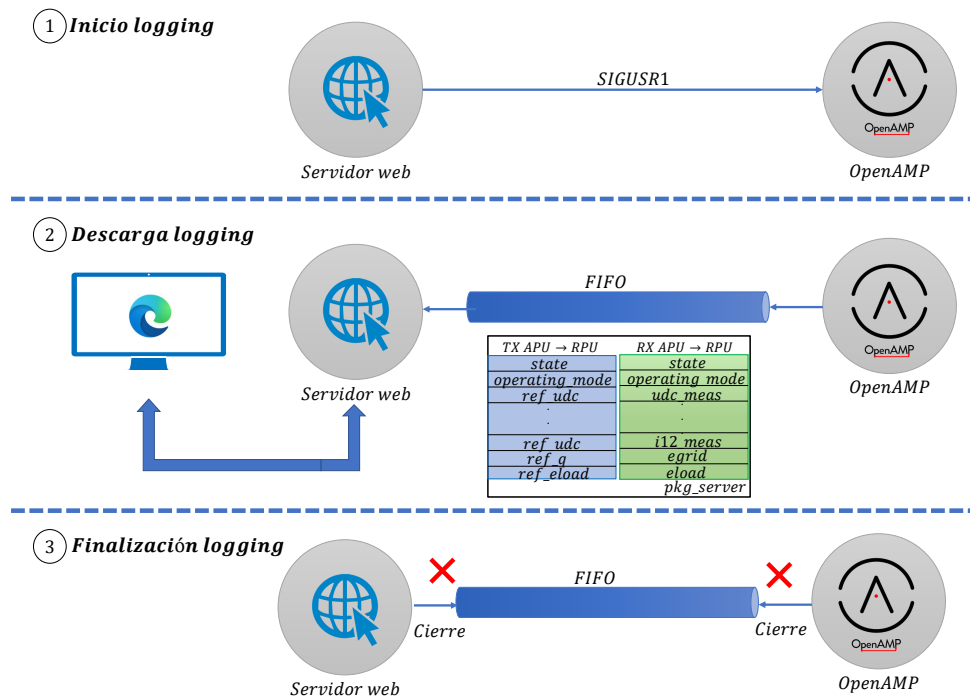 1 Inicio logging
SIGUSR1
OpenAMP
Servidor web
OpenAMP
2 Descarga logging
FIFO
OpenAMP
Servidor web
OpenAMP
TX APU → RPU
state
operating_mode
ref_udc
.
.
ref_udc
ref_q
ref_eload
RX APU → RPU
state
operating_mode
udc_meas
.
.
.
i12_meas
egrid
eload
pkg_server
3 Finalización logging
FIFO
Cierre
Cierre
OpenAMP
Servidor web
OpenAMP